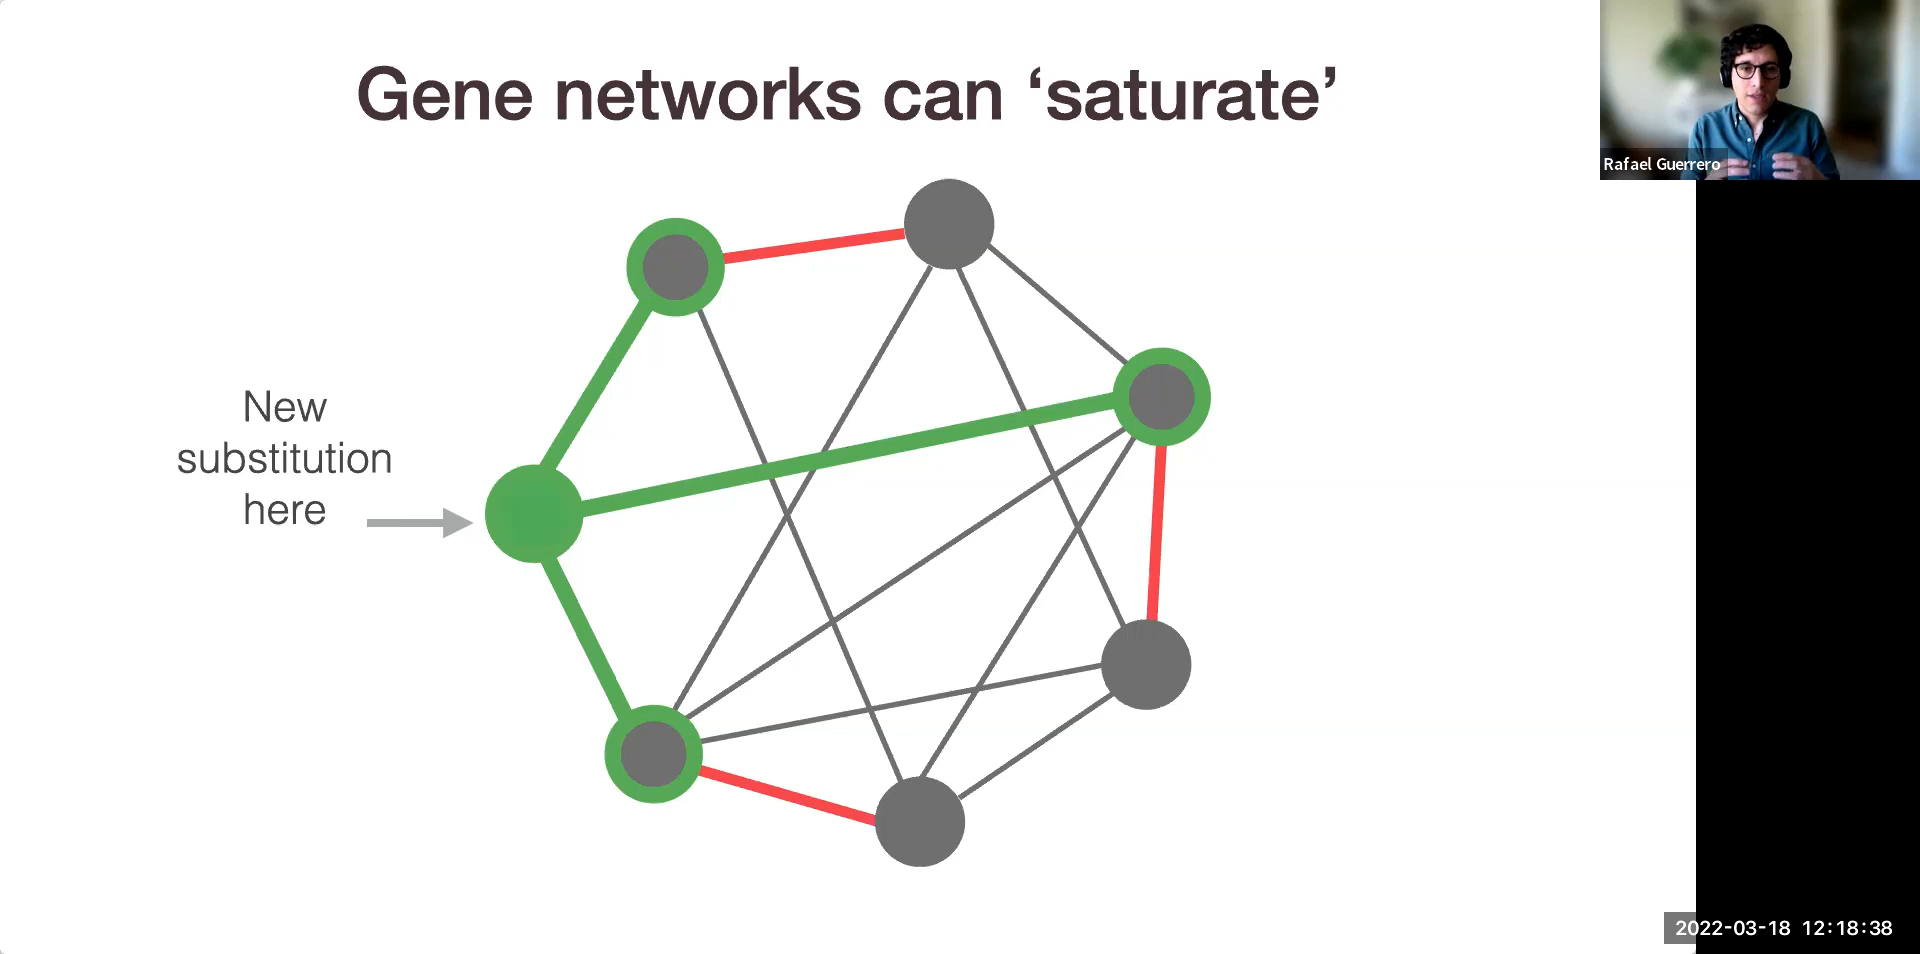 Gene networks can ‘saturate’
Rafael Guerrero
New
substitution
here
2022-03-18 12:18:38